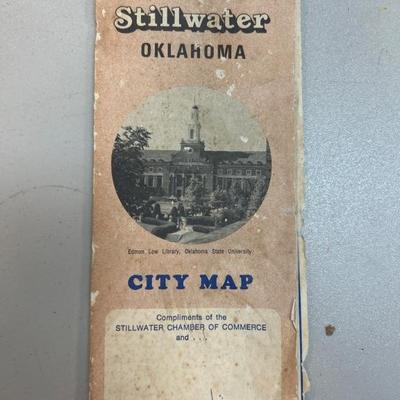 Stillwater
OKLAHOMA
Edmon Low Library, Oklahoma State University
CITY MAP
Compliments of the
STILLWATER CHAMBER OF COMMERCE
and . . .